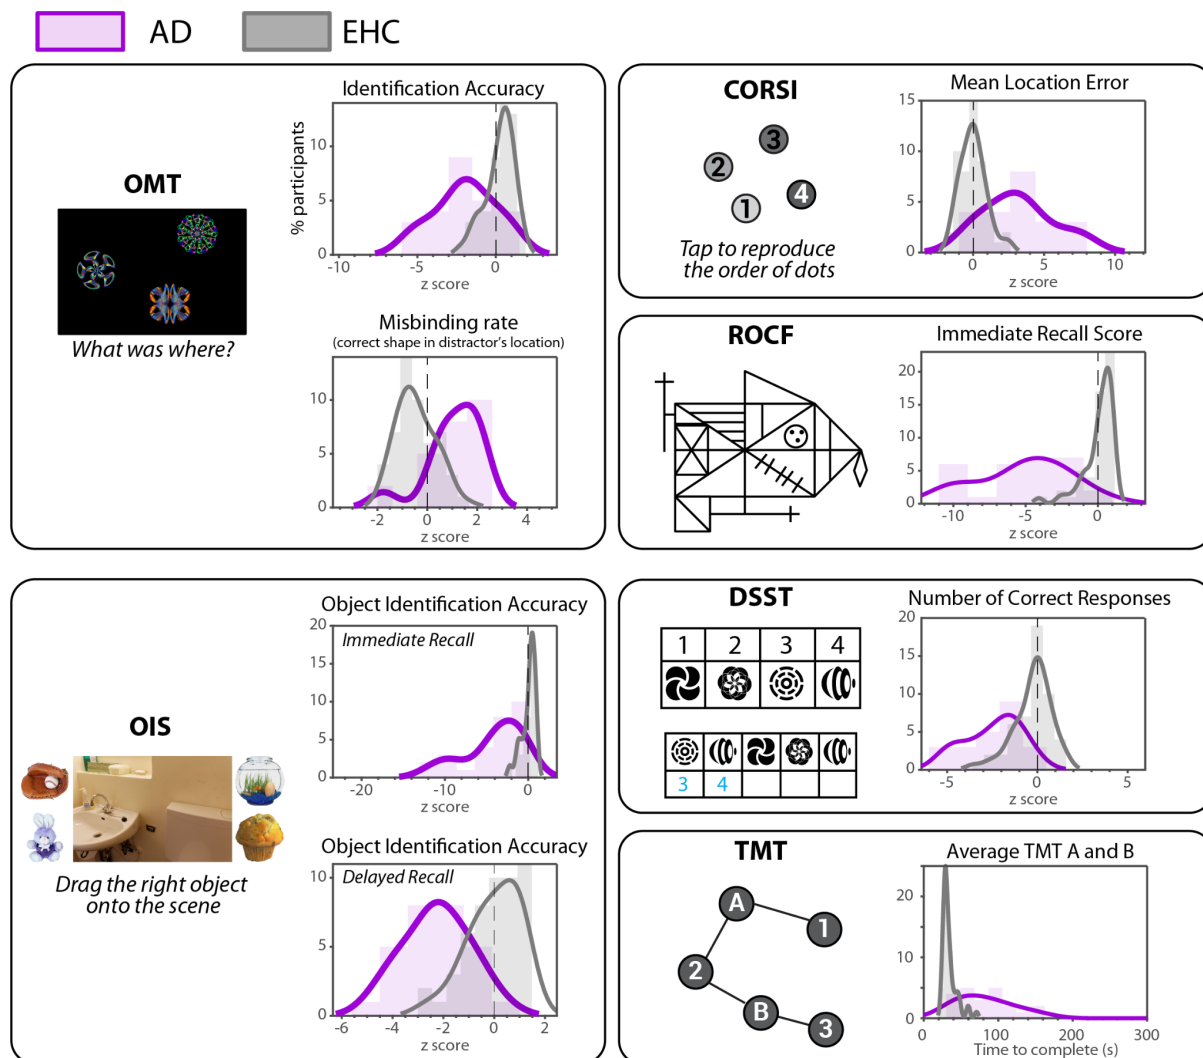 AD
EHC
OMT
What was where?
Identification Accuracy
% participants
10
5
0
-10
-5
0
z score
Misbinding rate
(correct shape in distractor's location)
10
5
0
-2
0
2
4
z score
CORSI
3
2
4
1
Tap to reproduce
the order of dots
Mean Location Error
15
10
5
0
0
5
10
z score
ROCF
Immediate Recall Score
20
15
10
5
0
-10
-5
0
z score
OIS
Drag the right object
onto the scene
Object Identification Accuracy
Immediate Recall
20
15
10
5
0
-20
-10
0
z score
Object Identification Accuracy
Delayed Recall
10
5
0
-6
-4
-2
0
2
z score
DSST
1 2 3 4
3 4
Number of Correct Responses
20
15
10
5
0
-5
0
5
z score
TMT
A
1
2
B
3
Average TMT A and B
20
10
0
0
100
200
300
Time to complete (s)